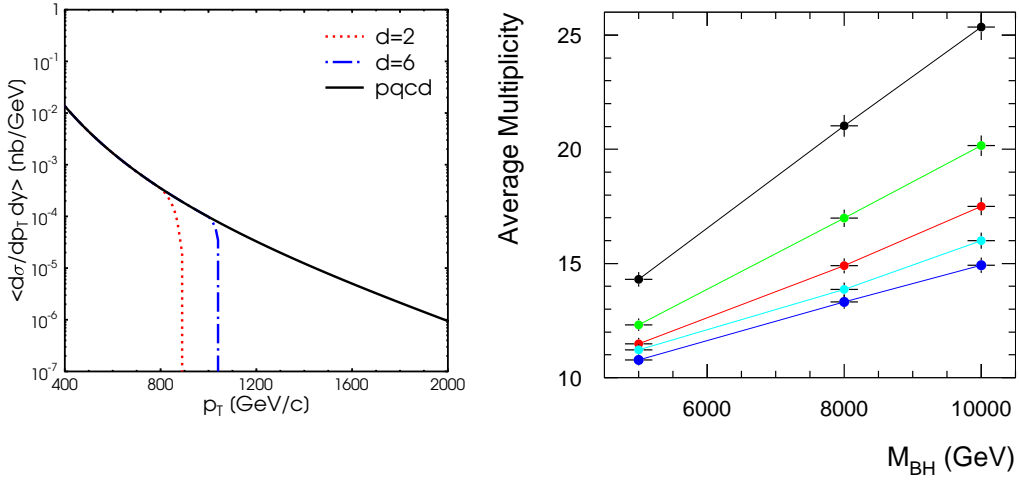 <dσ/dp_T dy> (nb/GeV)
1
10^-1
10^-2
10^-3
10^-4
10^-5
10^-6
10^-7
d=2
d=6
pqcd
400 800 1200 1600 2000
p_T (GeV/c)
Average Multiplicity
25
20
15
10
6000 8000 10000
M_BH (GeV)